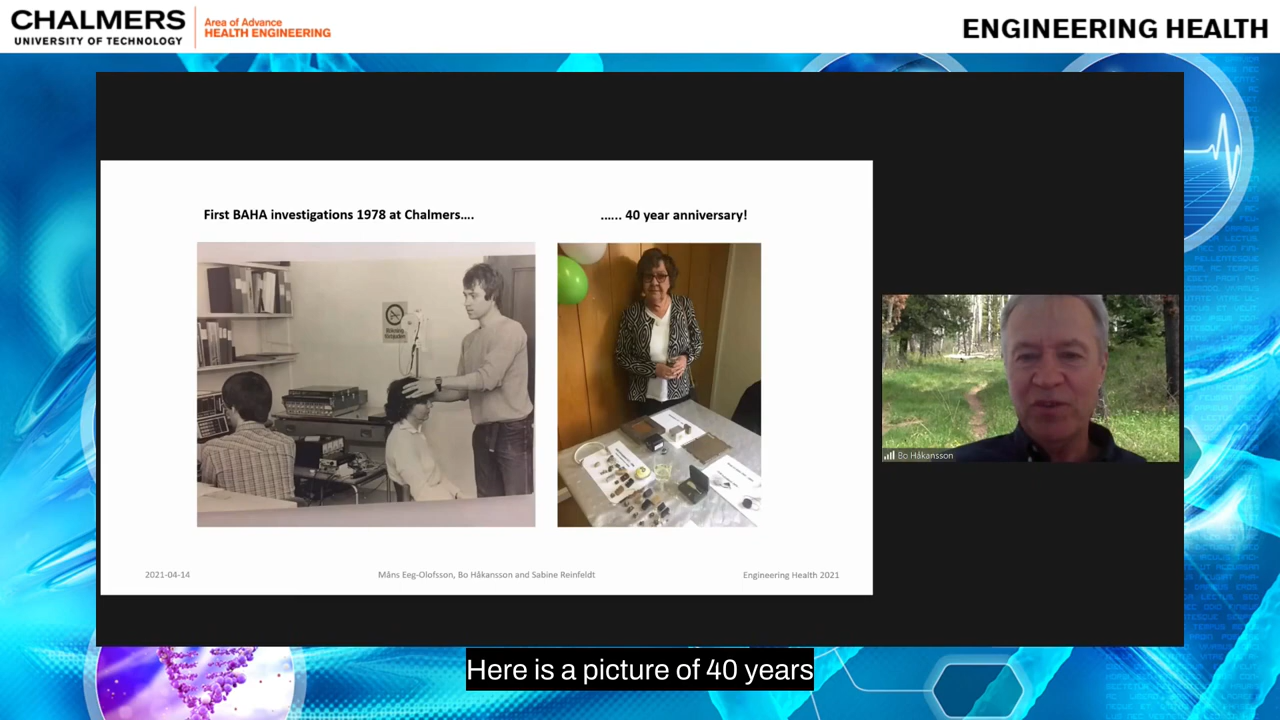 CHALMERS
UNIVERSITY OF TECHNOLOGY
Area of Advance
HEALTH ENGINEERING
ENGINEERING HEALTH
First BAHA investigations 1978 at Chalmers....
...... 40 year anniversary!
Rökning
förbjuden
Bo Håkansson
2021-04-14
Måns Eeg-Olofsson, Bo Håkansson and Sabine Reinfeldt
Engineering Health 2021
Here is a picture of 40 years